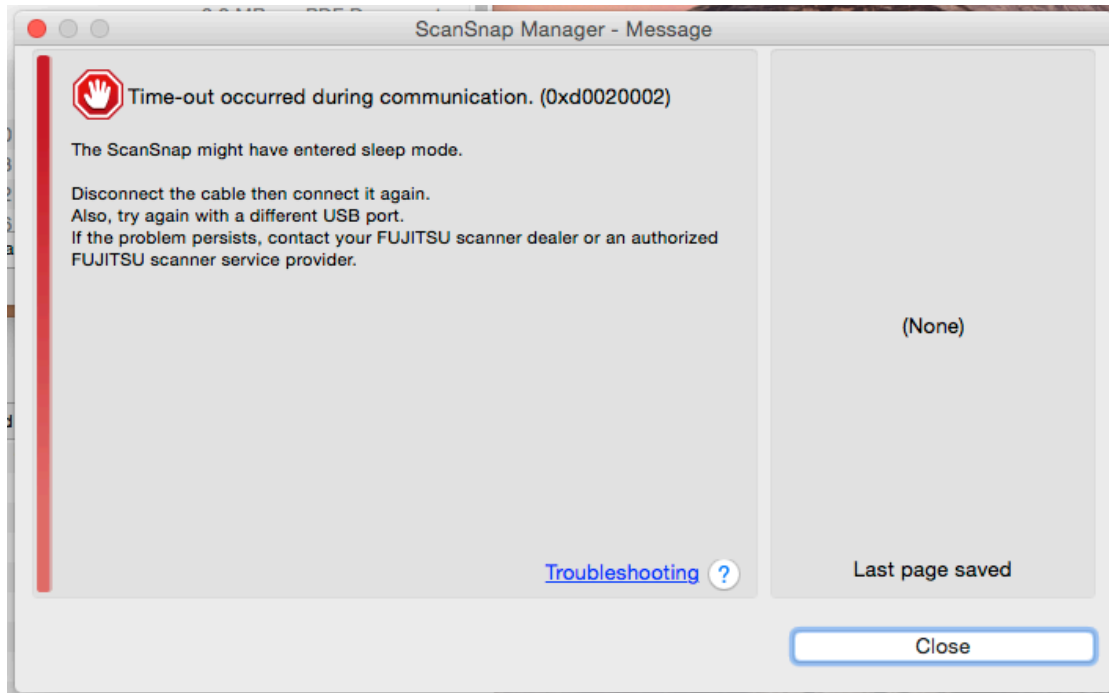 ScanSnap Manager - Message
Time-out occurred during communication. (0xd0020002)
The ScanSnap might have entered sleep mode.
Disconnect the cable then connect it again.
Also, try again with a different USB port.
If the problem persists, contact your FUJITSU scanner dealer or an authorized
FUJITSU scanner service provider.
(None)
Troubleshooting ?
Last page saved
Close